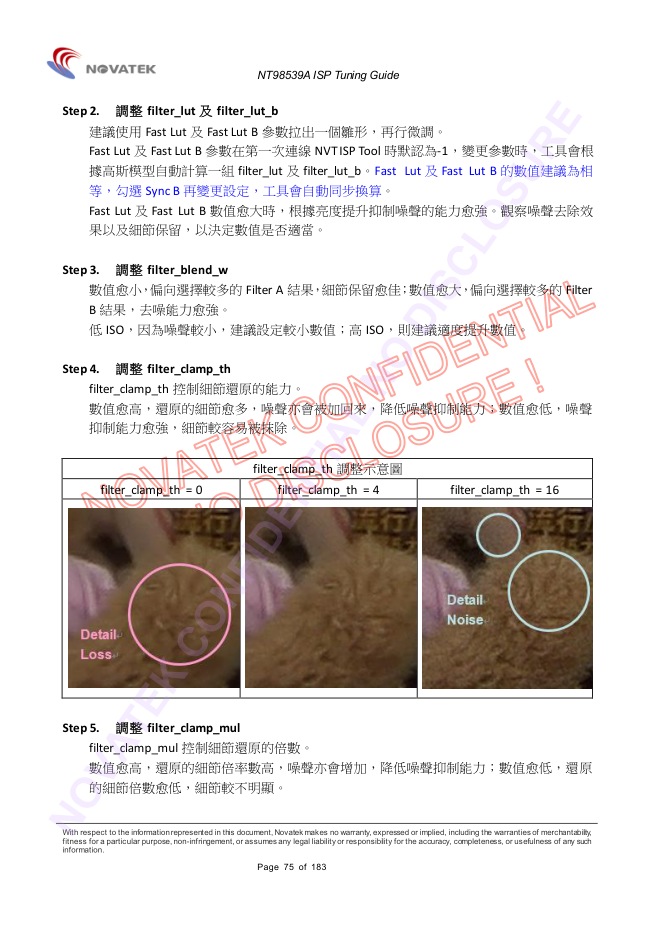 NOVATEK
NT98539A ISP Tuning Guide
Step 2. 調整 filter_lut 及 filter_lut_b
建議使用 Fast Lut 及 Fast Lut B 參數拉出一個雛形，再行微調。
Fast Lut 及 Fast Lut B 參數在第一次連線 NVT ISP Tool 時默認為-1，變更參數時，工具會根
據高斯模型自動計算一組 filter_lut 及 filter_lut_b。Fast Lut 及 Fast Lut B 的數值建議為相
等，勾選 Sync B 再變更設定，工具會自動同步換算。
Fast Lut 及 Fast Lut B 數值愈大時，根據亮度提升抑制噪聲的能力愈強。觀察噪聲去除效
果以及細節保留，以決定數值是否適當。
Step 3. 調整 filter_blend_w
數值愈小，偏向選擇較多的 Filter A 結果，細節保留愈佳；數值愈大，偏向選擇較多的 Filter
B 結果，去噪能力愈強。
低 ISO，因為噪聲較小，建議設定較小數值；高 ISO，則建議適度提升數值。
Step 4. 調整 filter_clamp_th
filter_clamp_th 控制細節還原的能力。
數值愈高，還原的細節愈多，噪聲亦會被加回來，降低噪聲抑制能力；數值愈低，噪聲
抑制能力愈強，細節較容易被抹除。
filter_clamp_th 調整示意圖
filter_clamp_th = 0 filter_clamp_th = 4 filter_clamp_th = 16
Detail
Loss
Detail
Noise
Step 5. 調整 filter_clamp_mul
filter_clamp_mul 控制細節還原的倍數。
數值愈高，還原的細節倍率數高，噪聲亦會增加，降低噪聲抑制能力；數值愈低，還原
的細節倍數愈低，細節較不明顯。
With respect to the information represented in this document, Novatek makes no warranty, expressed or implied, including the warranties of merchantability,
fitness for a particular purpose, non-infringement, or assumes any legal liability or responsiblity for the accuracy, completeness, or usefulness of any such
information.
Page 75 of 183
NOVATEK CONFIDENTIAL
NO DISCLOSURE !
NOVATEK CONFIDENTIAL NO DISCLOSURE